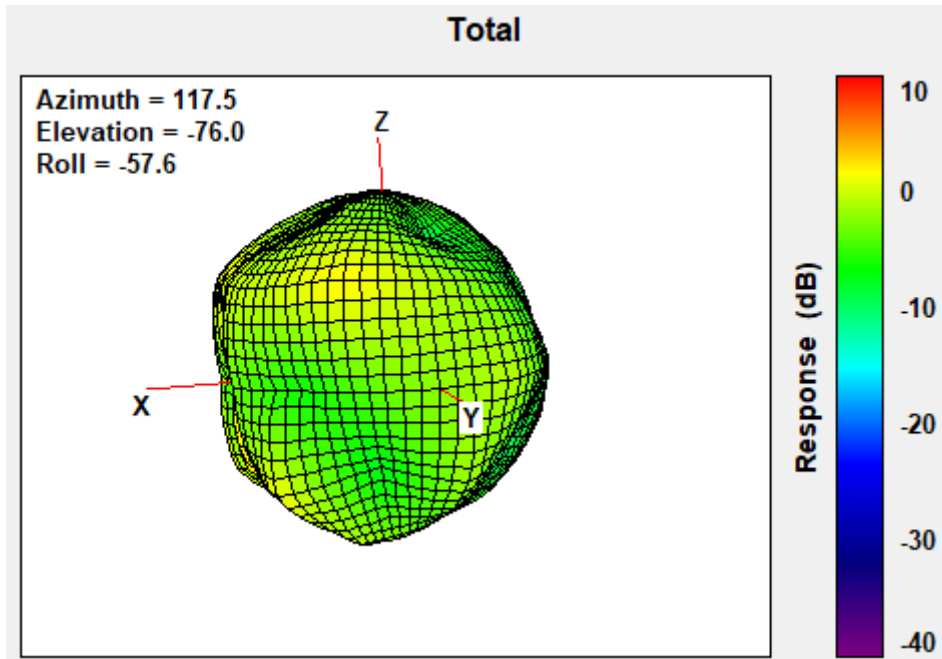 Total
Azimuth = 117.5
Elevation = -76.0
Roll = -57.6
Z
X
Y
Response (dB)
10
0
-10
-20
-30
-40